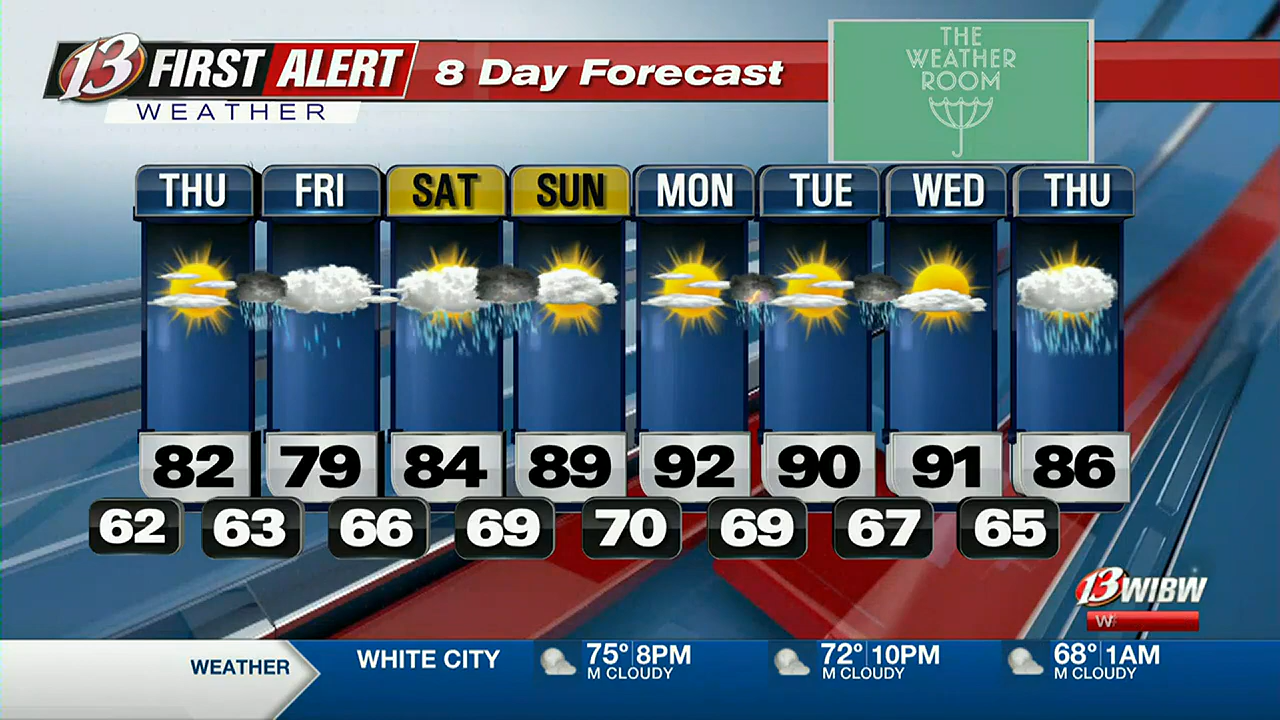 13 FIRST ALERT
WEATHER
8 Day Forecast
THE
WEATHER
ROOM
THU FRI SAT SUN MON TUE WED THU
82 79 84 89 92 90 91 86
62 63 66 69 70 69 67 65
13 WIBW
WEATHER
WHITE CITY
75° 8PM
M CLOUDY
72° 10PM
M CLOUDY
68° 1AM
M CLOUDY